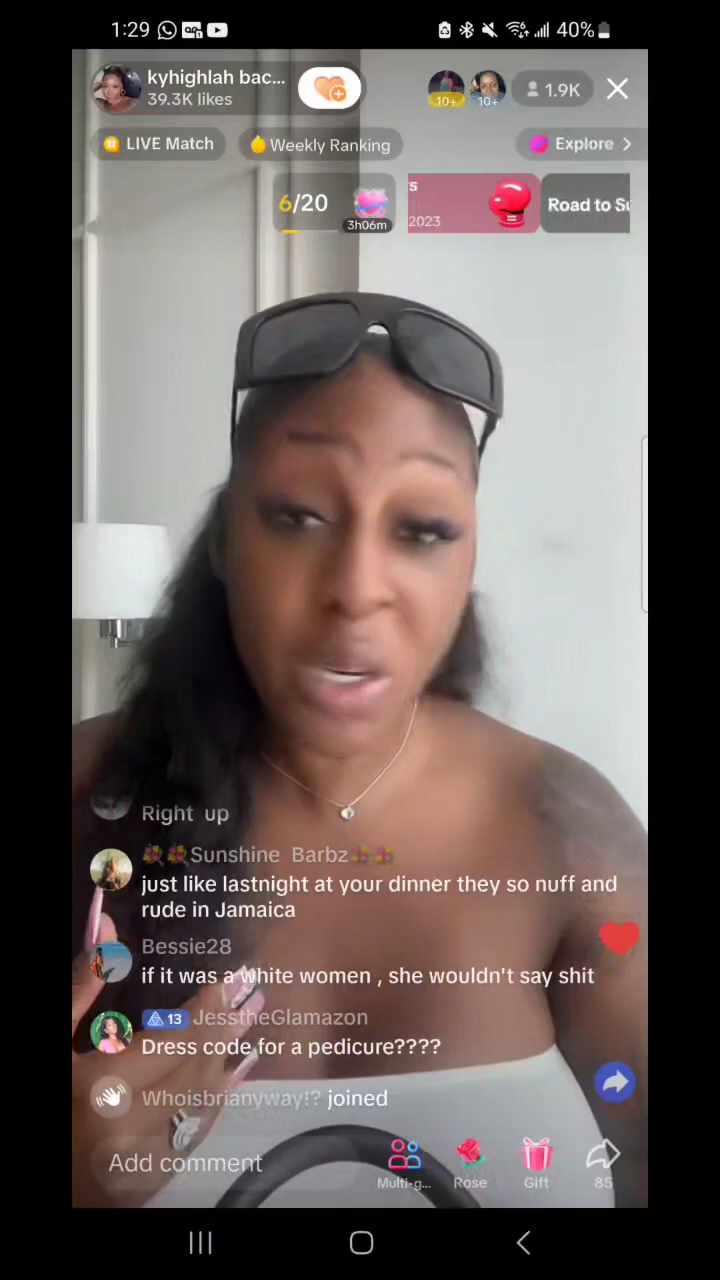 1:29
40%
kyhighlah bac...
39.3K likes
10+
10+
1.9K
LIVE Match
Weekly Ranking
Explore
6/20
3h06m
s
2023
Road to Su
Right up
Sunshine Barbz
just like lastnight at your dinner they so nuff and
rude in Jamaica
Bessie28
if it was a white women , she wouldn't say shit
13 JesstheGlamazon
Dress code for a pedicure????
Whoisbrianyway!? joined
Add comment
Multi-g...
Rose
Gift
85